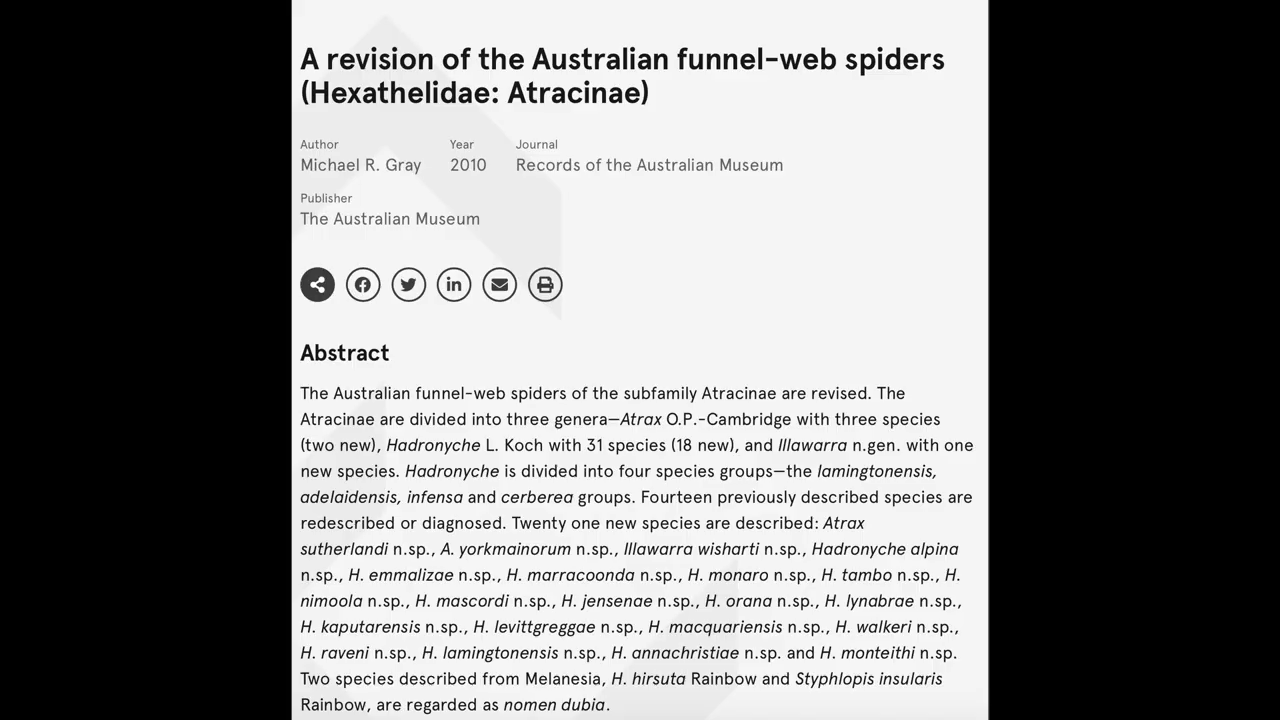 A revision of the Australian funnel-web spiders
(Hexathelidae: Atracinae)
Author Year Journal
Michael R. Gray 2010 Records of the Australian Museum
Publisher
The Australian Museum
Abstract
The Australian funnel-web spiders of the subfamily Atracinae are revised. The
Atracinae are divided into three genera—Atrax O.P.-Cambridge with three species
(two new), Hadronyche L. Koch with 31 species (18 new), and Illawarra n.gen. with one
new species. Hadronyche is divided into four species groups—the lamingtonensis,
adelaidensis, infensa and cerberea groups. Fourteen previously described species are
redescribed or diagnosed. Twenty one new species are described: Atrax
sutherlandi n.sp., A. yorkmainorum n.sp., Illawarra wisharti n.sp., Hadronyche alpina
n.sp., H. emmalizae n.sp., H. marracoonda n.sp., H. monaro n.sp., H. tambo n.sp., H.
nimoola n.sp., H. mascordi n.sp., H. jensenae n.sp., H. orana n.sp., H. lynabrae n.sp.,
H. kaputarensis n.sp., H. levittgreggae n.sp., H. macquariensis n.sp., H. walkeri n.sp.,
H. raveni n.sp., H. lamingtonensis n.sp., H. annachristiae n.sp. and H. monteithi n.sp.
Two species described from Melanesia, H. hirsuta Rainbow and Styphlopis insularis
Rainbow, are regarded as nomen dubia.